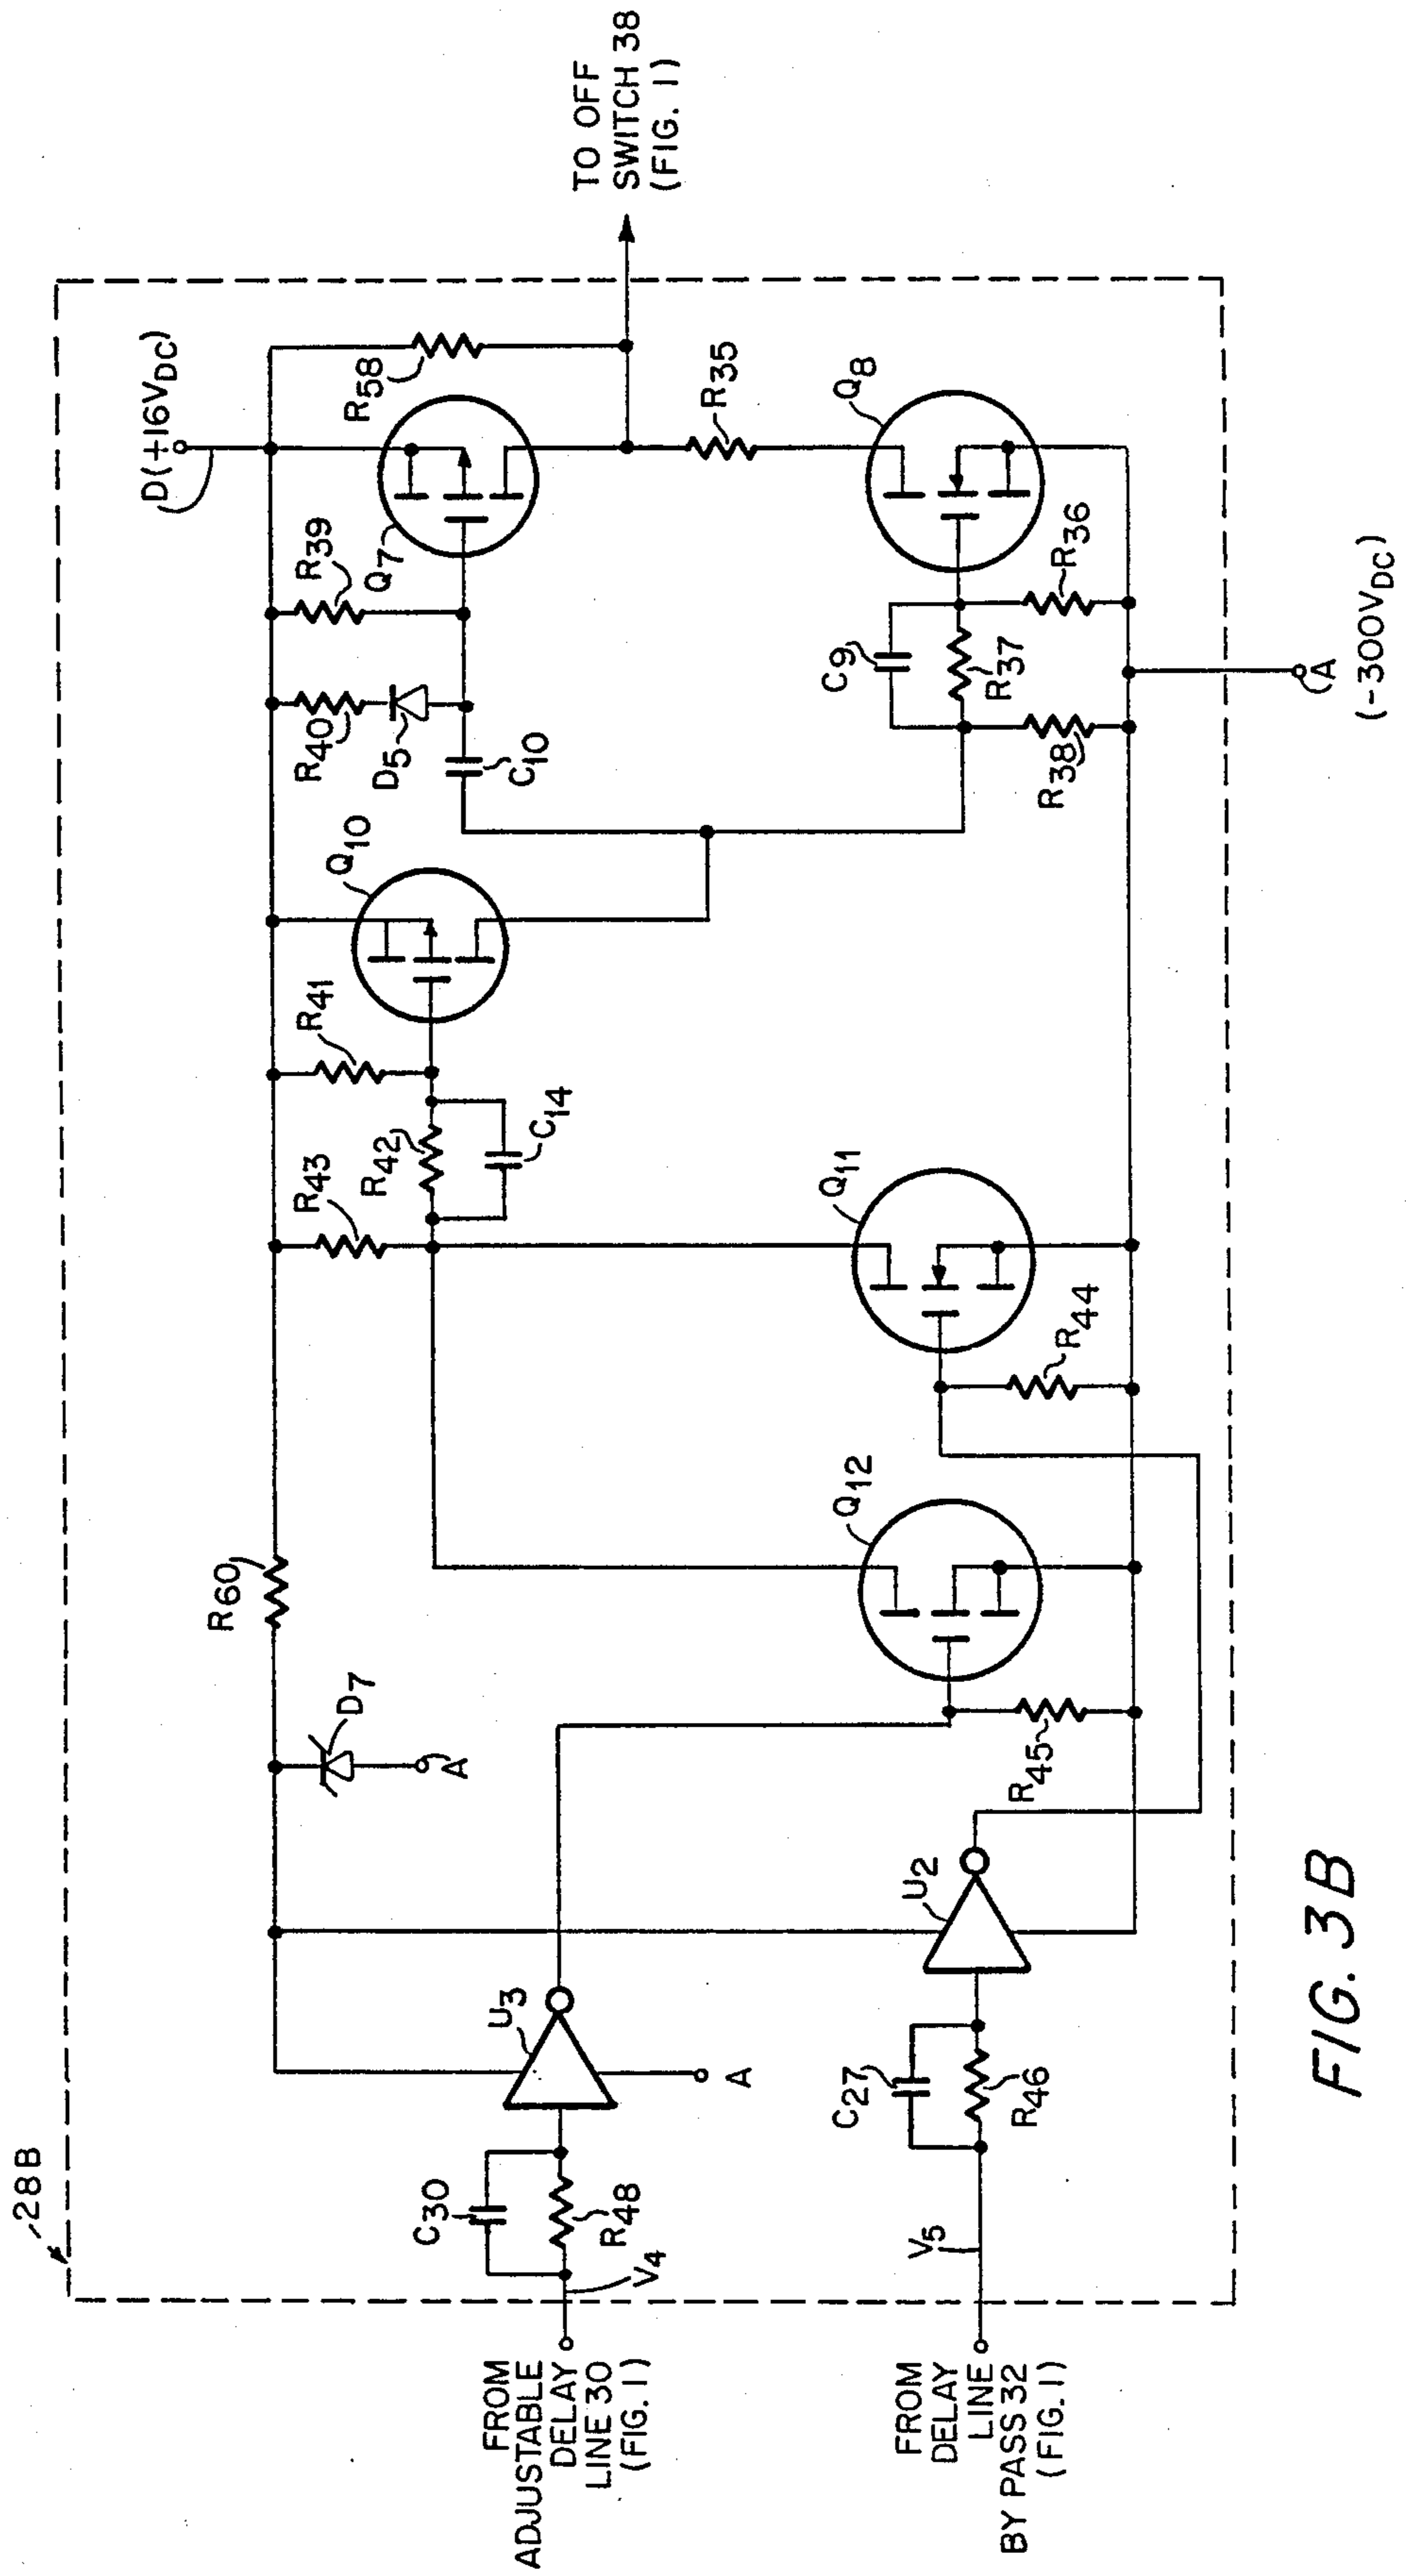 28B
D(+16VDC)
R60
R43
R41
Q10
R40
R39
R58
D7
A
R42
C14
D5
C10
Q7
TO OFF
SWITCH 38
(FIG. 1)
FROM
ADJUSTABLE
DELAY
LINE 30
(FIG. 1)
C30
R48
V4
U3
A
Q12
Q11
C9
R35
Q8
FROM
DELAY
LINE
BY PASS 32
(FIG. 1)
V5
C27
R46
U2
R45
R44
R38
R37
R36
A
(-300VDC)
FIG. 3B